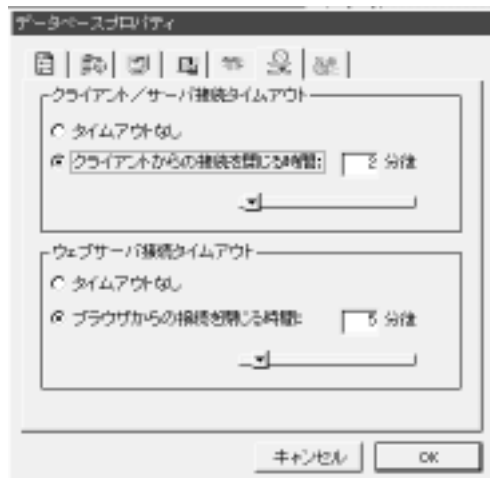 データベースプロパティ
クライアント／サーバ接続タイムアウト
タイムアウトなし
クライアントからの接続を閉じる時間: 2 分後
ウェブサーバ接続タイムアウト
タイムアウトなし
ブラウザからの接続を閉じる時間: 5 分後
キャンセル OK